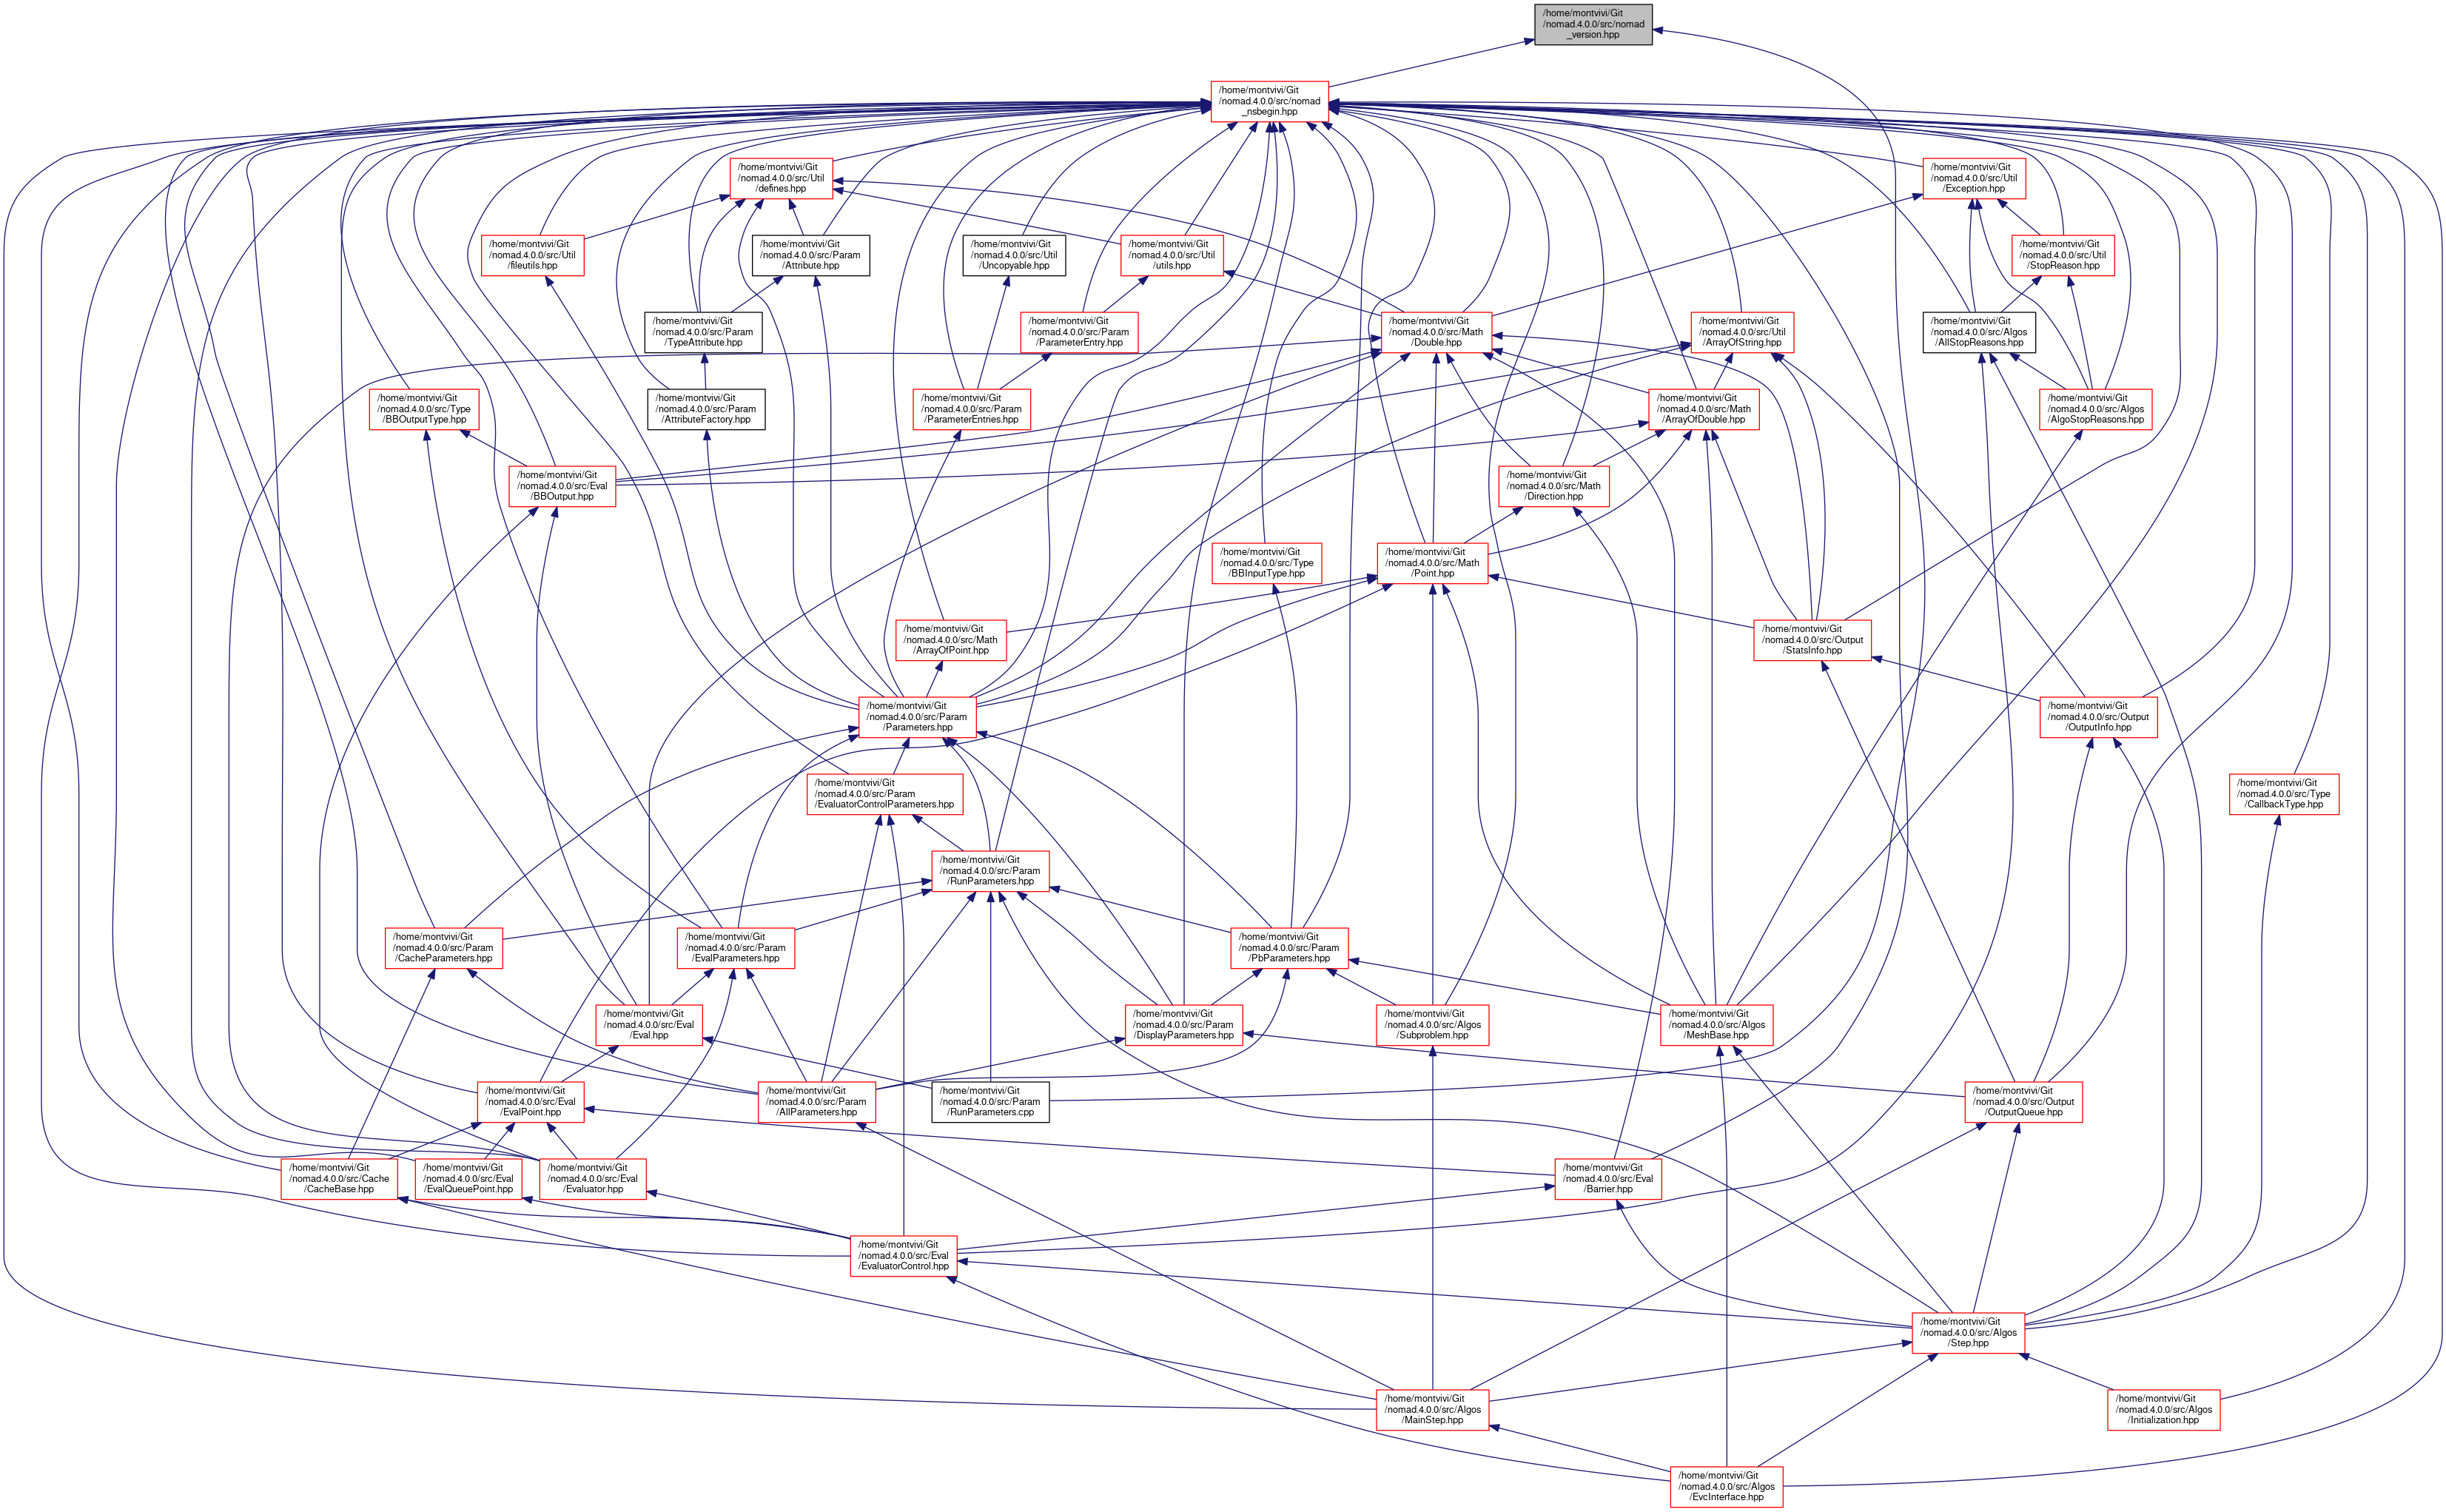 /home/montvivi/Git
/nomad.4.0.0/src/nomad
_version.hpp
/home/montvivi/Git
/nomad.4.0.0/src/nomad
_nsbegin.hpp
/home/montvivi/Git
/nomad.4.0.0/src/Util
/defines.hpp
/home/montvivi/Git
/nomad.4.0.0/src/Util
/Exception.hpp
/home/montvivi/Git
/nomad.4.0.0/src/Util
/fileutils.hpp
/home/montvivi/Git
/nomad.4.0.0/src/Param
/Attribute.hpp
/home/montvivi/Git
/nomad.4.0.0/src/Util
/Uncopyable.hpp
/home/montvivi/Git
/nomad.4.0.0/src/Util
/utils.hpp
/home/montvivi/Git
/nomad.4.0.0/src/Util
/StopReason.hpp
/home/montvivi/Git
/nomad.4.0.0/src/Param
/TypeAttribute.hpp
/home/montvivi/Git
/nomad.4.0.0/src/Param
/ParameterEntry.hpp
/home/montvivi/Git
/nomad.4.0.0/src/Math
/Double.hpp
/home/montvivi/Git
/nomad.4.0.0/src/Util
/ArrayOfString.hpp
/home/montvivi/Git
/nomad.4.0.0/src/Algos
/AllStopReasons.hpp
/home/montvivi/Git
/nomad.4.0.0/src/Type
/BBOutputType.hpp
/home/montvivi/Git
/nomad.4.0.0/src/Param
/AttributeFactory.hpp
/home/montvivi/Git
/nomad.4.0.0/src/Param
/ParameterEntries.hpp
/home/montvivi/Git
/nomad.4.0.0/src/Math
/ArrayOfDouble.hpp
/home/montvivi/Git
/nomad.4.0.0/src/Algos
/AlgoStopReasons.hpp
/home/montvivi/Git
/nomad.4.0.0/src/Eval
/BBOutput.hpp
/home/montvivi/Git
/nomad.4.0.0/src/Math
/Direction.hpp
/home/montvivi/Git
/nomad.4.0.0/src/Type
/BBInputType.hpp
/home/montvivi/Git
/nomad.4.0.0/src/Math
/Point.hpp
/home/montvivi/Git
/nomad.4.0.0/src/Math
/ArrayOfPoint.hpp
/home/montvivi/Git
/nomad.4.0.0/src/Output
/StatsInfo.hpp
/home/montvivi/Git
/nomad.4.0.0/src/Param
/Parameters.hpp
/home/montvivi/Git
/nomad.4.0.0/src/Output
/OutputInfo.hpp
/home/montvivi/Git
/nomad.4.0.0/src/Param
/EvaluatorControlParameters.hpp
/home/montvivi/Git
/nomad.4.0.0/src/Type
/CallbackType.hpp
/home/montvivi/Git
/nomad.4.0.0/src/Param
/RunParameters.hpp
/home/montvivi/Git
/nomad.4.0.0/src/Param
/CacheParameters.hpp
/home/montvivi/Git
/nomad.4.0.0/src/Param
/EvalParameters.hpp
/home/montvivi/Git
/nomad.4.0.0/src/Param
/PbParameters.hpp
/home/montvivi/Git
/nomad.4.0.0/src/Eval
/Eval.hpp
/home/montvivi/Git
/nomad.4.0.0/src/Param
/DisplayParameters.hpp
/home/montvivi/Git
/nomad.4.0.0/src/Algos
/Subproblem.hpp
/home/montvivi/Git
/nomad.4.0.0/src/Algos
/MeshBase.hpp
/home/montvivi/Git
/nomad.4.0.0/src/Eval
/EvalPoint.hpp
/home/montvivi/Git
/nomad.4.0.0/src/Param
/AllParameters.hpp
/home/montvivi/Git
/nomad.4.0.0/src/Param
/RunParameters.cpp
/home/montvivi/Git
/nomad.4.0.0/src/Output
/OutputQueue.hpp
/home/montvivi/Git
/nomad.4.0.0/src/Cache
/CacheBase.hpp
/home/montvivi/Git
/nomad.4.0.0/src/Eval
/EvalQueuePoint.hpp
/home/montvivi/Git
/nomad.4.0.0/src/Eval
/Evaluator.hpp
/home/montvivi/Git
/nomad.4.0.0/src/Eval
/Barrier.hpp
/home/montvivi/Git
/nomad.4.0.0/src/Eval
/EvaluatorControl.hpp
/home/montvivi/Git
/nomad.4.0.0/src/Algos
/Step.hpp
/home/montvivi/Git
/nomad.4.0.0/src/Algos
/MainStep.hpp
/home/montvivi/Git
/nomad.4.0.0/src/Algos
/Initialization.hpp
/home/montvivi/Git
/nomad.4.0.0/src/Algos
/EvcInterface.hpp